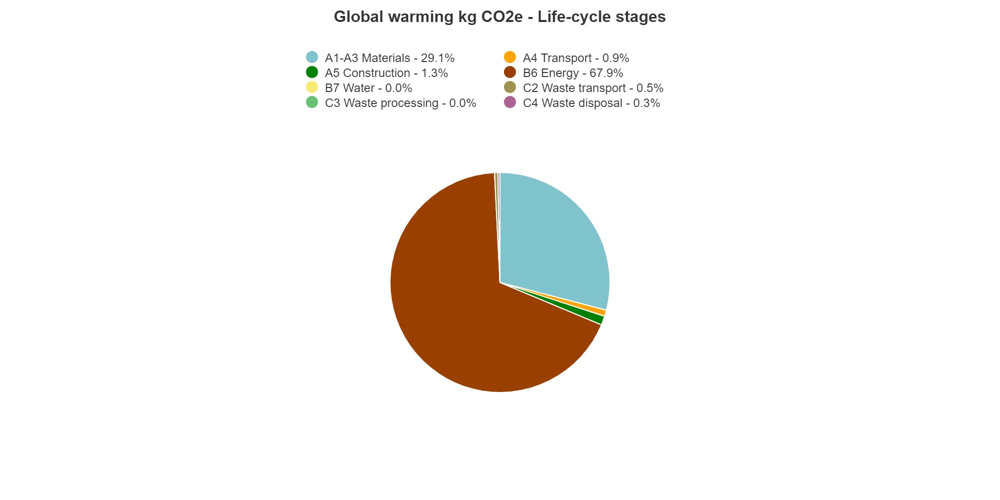 Global warming kg CO2e - Life-cycle stages
A1-A3 Materials - 29.1%
A4 Transport - 0.9%
A5 Construction - 1.3%
B6 Energy - 67.9%
B7 Water - 0.0%
C2 Waste transport - 0.5%
C3 Waste processing - 0.0%
C4 Waste disposal - 0.3%